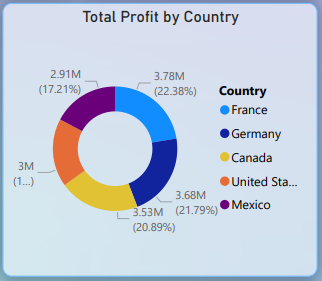 Total Profit by Country
2.91M
(17.21%)
3.78M
(22.38%)
3M
(1...)
3.53M
(20.89%)
3.68M
(21.79%)
Country
France
Germany
Canada
United Sta...
Mexico